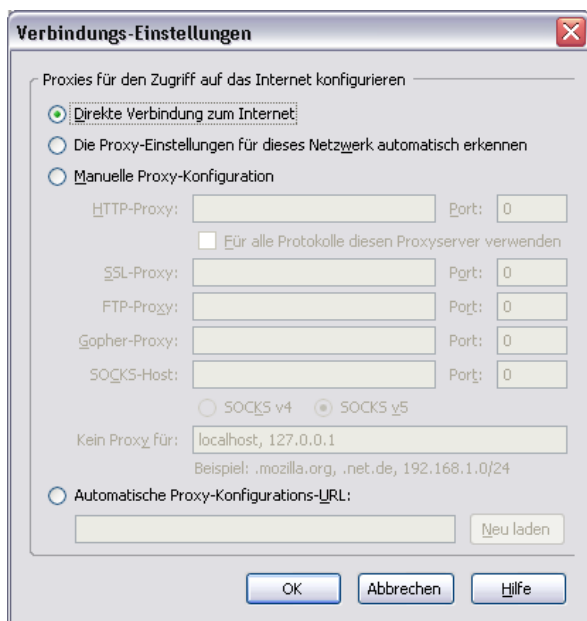 Verbindungs-Einstellungen
Proxies für den Zugriff auf das Internet konfigurieren
Direkte Verbindung zum Internet
Die Proxy-Einstellungen für dieses Netzwerk automatisch erkennen
Manuelle Proxy-Konfiguration
HTTP-Proxy: Port: 0
Für alle Protokolle diesen Proxyserver verwenden
SSL-Proxy: Port: 0
FTP-Proxy: Port: 0
Gopher-Proxy: Port: 0
SOCKS-Host: Port: 0
SOCKS v4 SOCKS v5
Kein Proxy für: localhost, 127.0.0.1
Beispiel: .mozilla.org, .net.de, 192.168.1.0/24
Automatische Proxy-Konfigurations-URL:
Neu laden
OK Abbrechen Hilfe